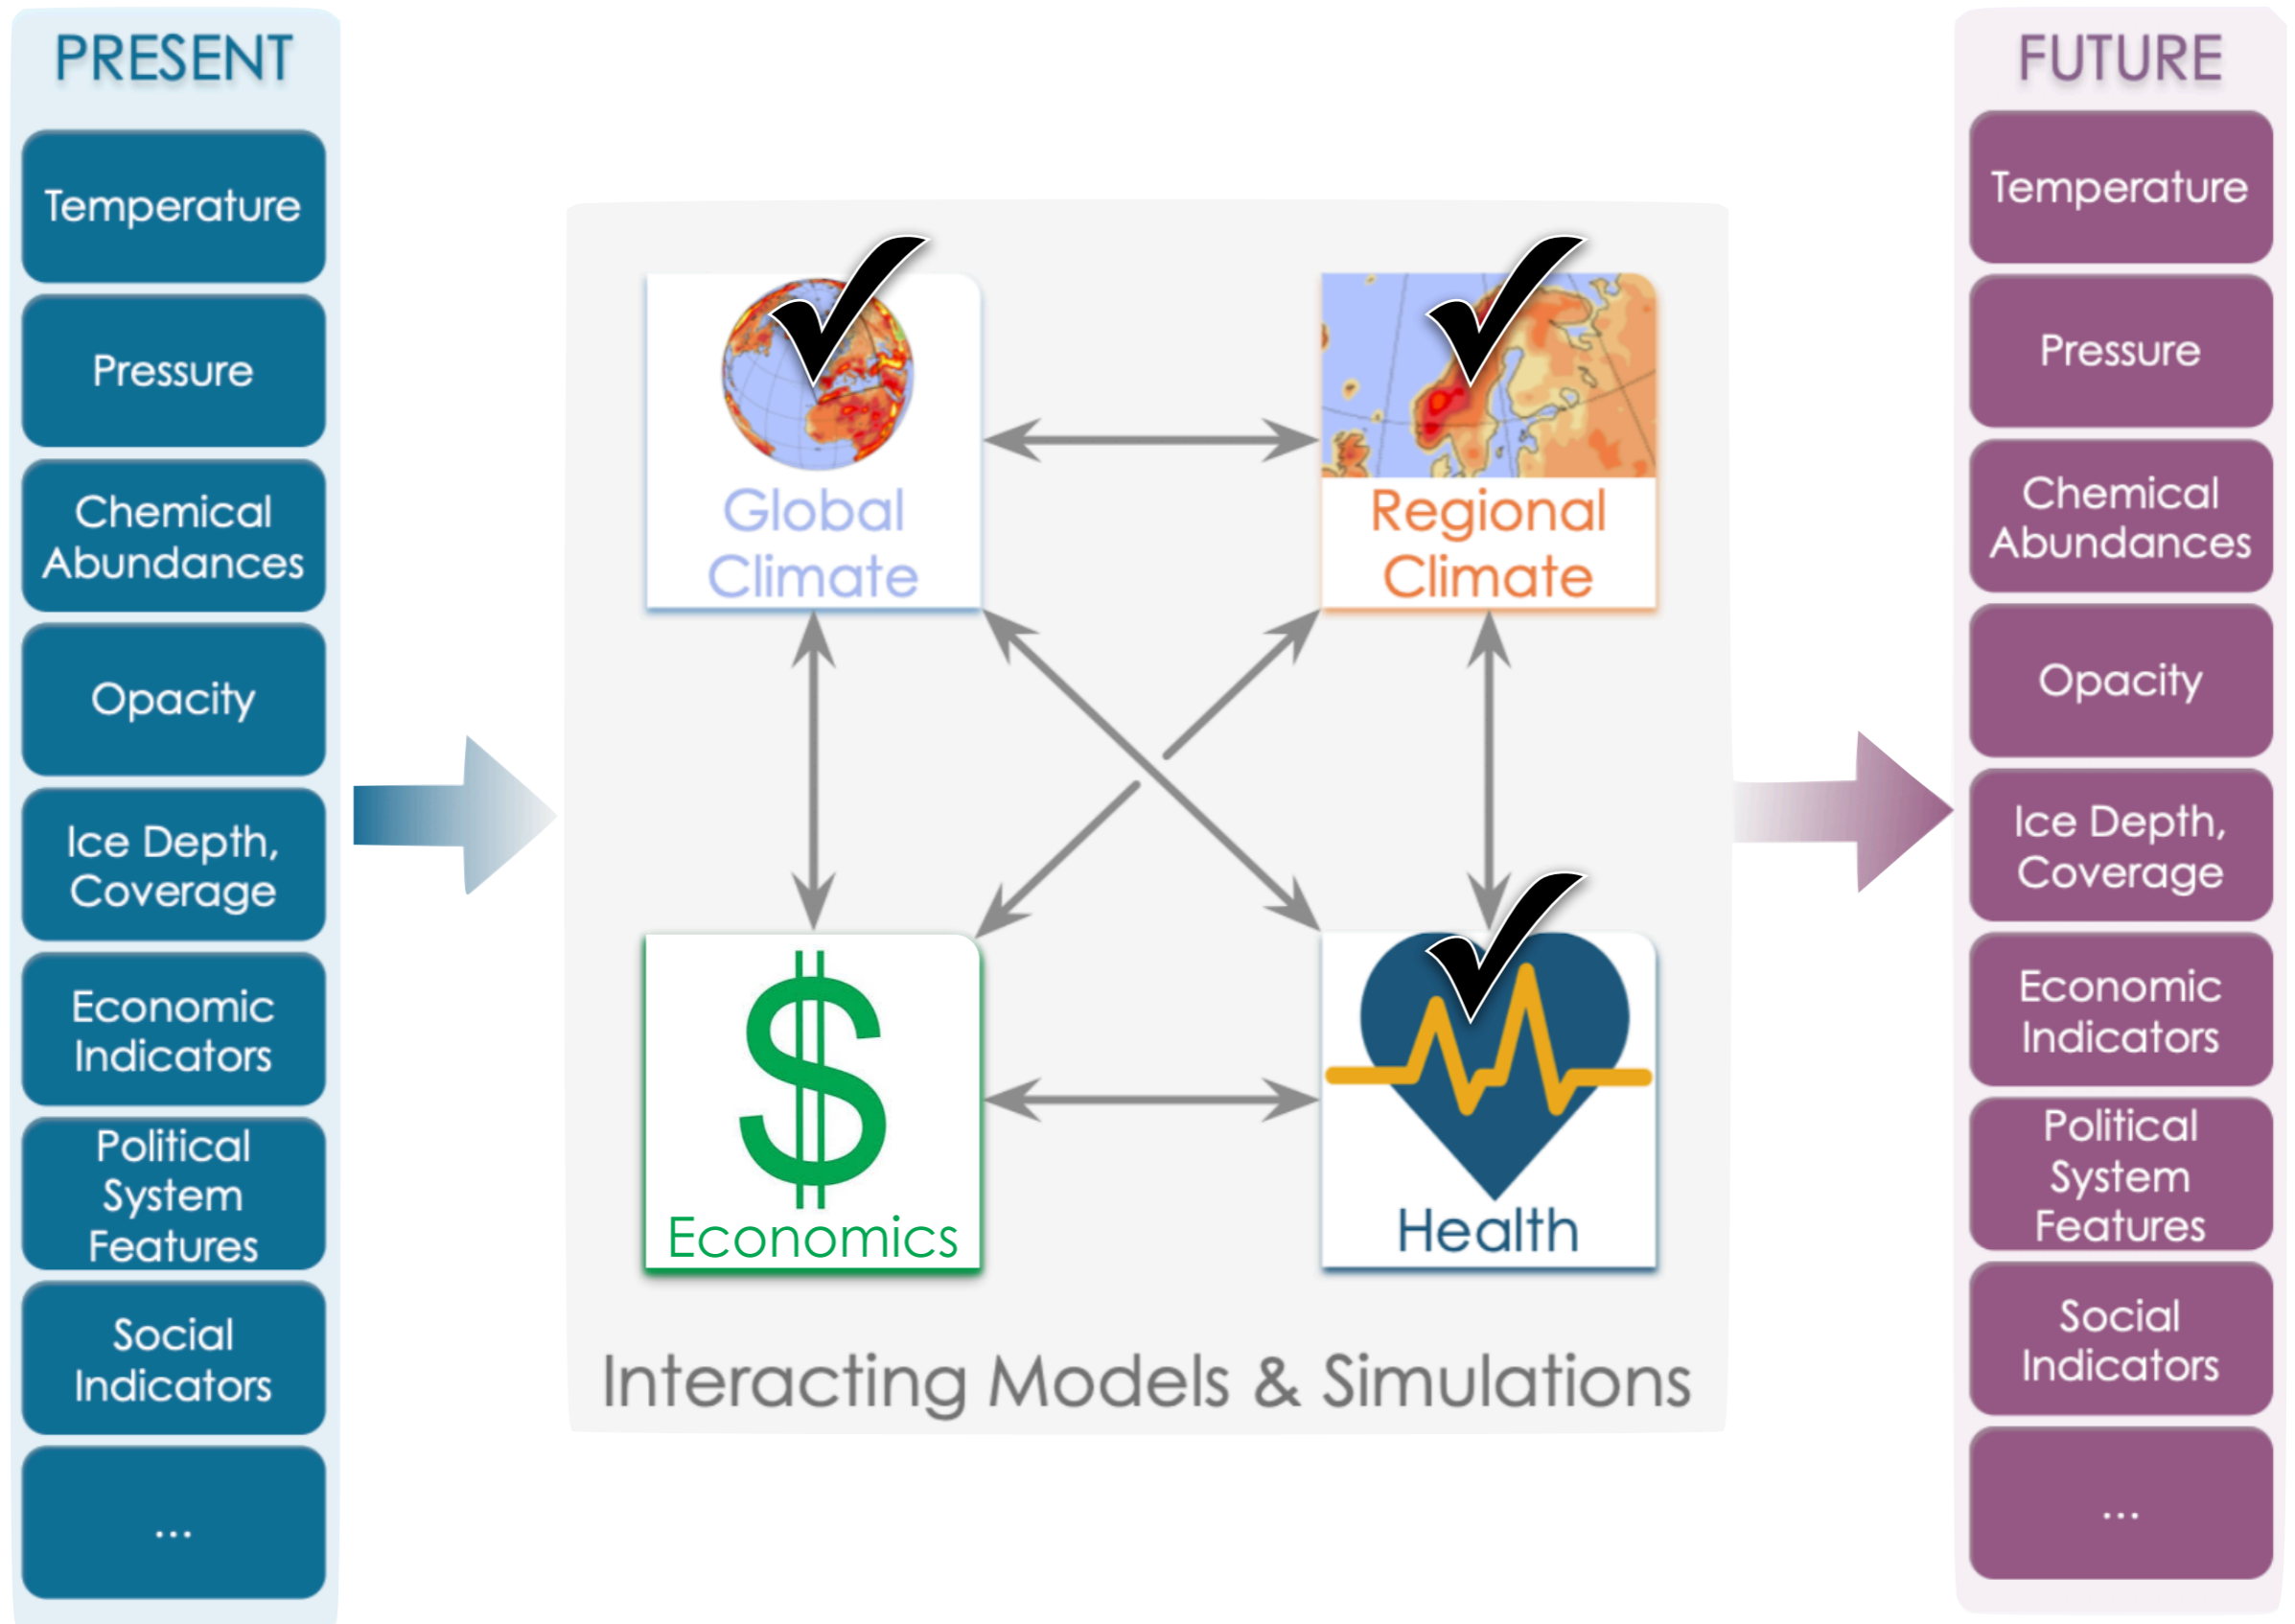 PRESENT
Temperature
Pressure
Chemical
Abundances
Opacity
Ice Depth,
Coverage
Economic
Indicators
Political
System
Features
Social
Indicators
...
Global
Climate
Regional
Climate
$
Economics
Health
Interacting Models & Simulations
FUTURE
Temperature
Pressure
Chemical
Abundances
Opacity
Ice Depth,
Coverage
Economic
Indicators
Political
System
Features
Social
Indicators
...